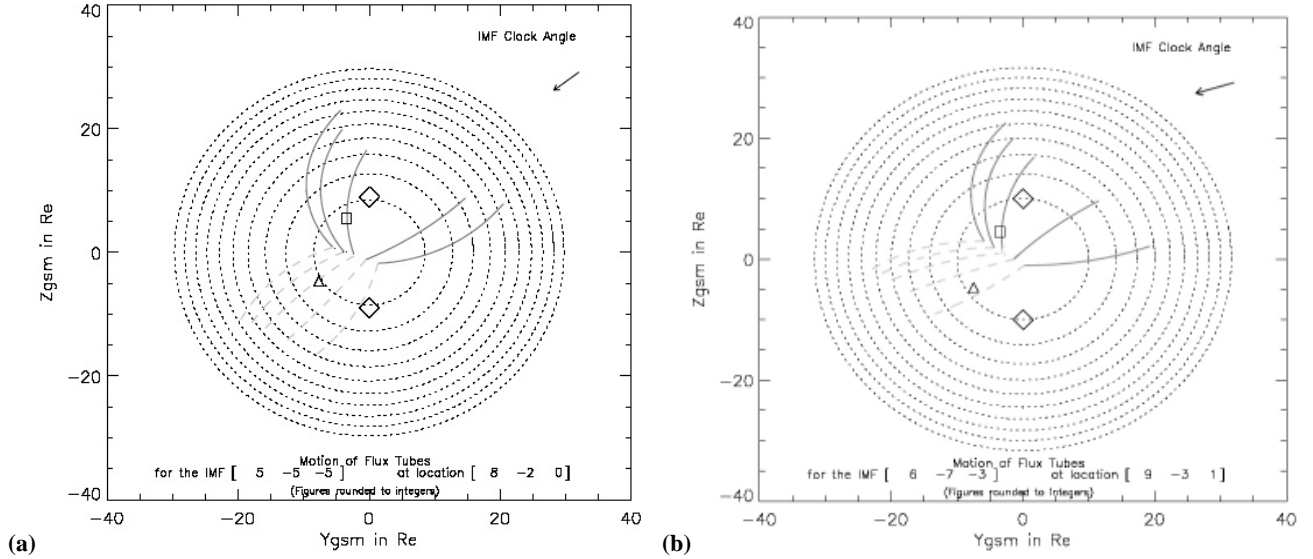 40
20
0
−20
−40
−40
−20
0
20
40
Zgsm in Re
Ygsm in Re
IMF Clock Angle
Motion of Flux Tubes
for the IMF [ 5 −5 −5 ] at location [ 8 −2 0 ]
(Figures rounded to integers)
(a)
40
20
0
−20
−40
−40
−20
0
20
40
Zgsm in Re
Ygsm in Re
IMF Clock Angle
Motion of Flux Tubes
for the IMF [ 6 −7 −3 ] at location [ 9 −3 1 ]
(Figures rounded to integers)
(b)